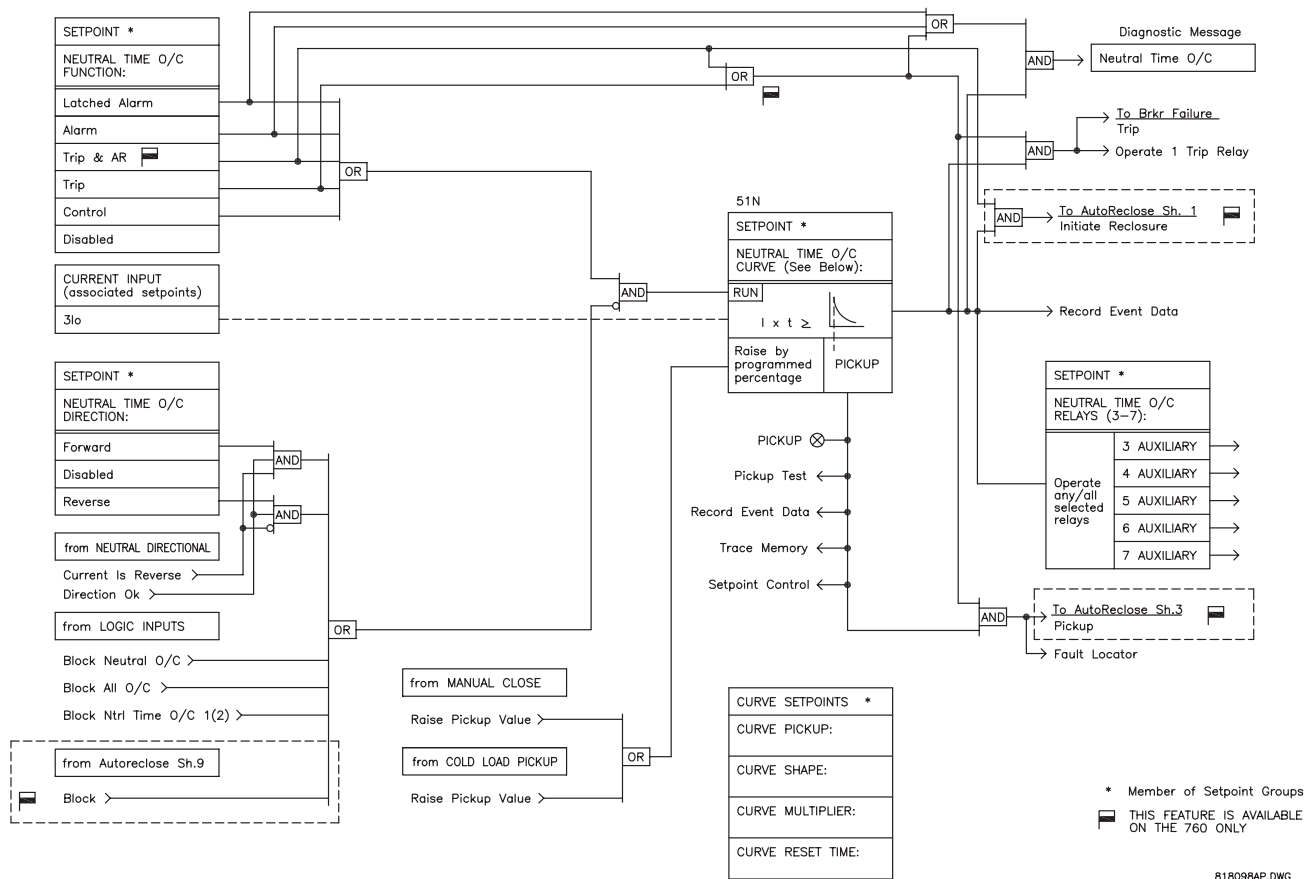 SETPOINT *
NEUTRAL TIME O/C
FUNCTION:
Latched Alarm
Alarm
Trip & AR
Trip
Control
Disabled
OR
CURRENT INPUT
(associated setpoints)
3Io
SETPOINT *
NEUTRAL TIME O/C
DIRECTION:
Forward
Disabled
Reverse
AND
AND
from NEUTRAL DIRECTIONAL
Current Is Reverse
Direction Ok
from LOGIC INPUTS
OR
Block Neutral O/C
Block All O/C
Block Ntrl Time O/C 1(2)
from Autoreclose Sh.9
Block
from MANUAL CLOSE
Raise Pickup Value
OR
from COLD LOAD PICKUP
Raise Pickup Value
AND
OR
51N
SETPOINT *
NEUTRAL TIME O/C
CURVE (See Below):
RUN
I x t ≥
Raise by
programmed
percentage
PICKUP
PICKUP
Pickup Test
Record Event Data
Trace Memory
Setpoint Control
CURVE SETPOINTS *
CURVE PICKUP:
CURVE SHAPE:
CURVE MULTIPLIER:
CURVE RESET TIME:
OR
Diagnostic Message
AND
Neutral Time O/C
To Brkr Failure
Trip
AND
Operate 1 Trip Relay
AND
To AutoReclose Sh. 1
Initiate Reclosure
Record Event Data
SETPOINT *
NEUTRAL TIME O/C
RELAYS (3-7):
Operate
any/all
selected
relays
3 AUXILIARY
4 AUXILIARY
5 AUXILIARY
6 AUXILIARY
7 AUXILIARY
AND
To AutoReclose Sh.3
Pickup
Fault Locator
* Member of Setpoint Groups
THIS FEATURE IS AVAILABLE
ON THE 760 ONLY
818098AP.DWG